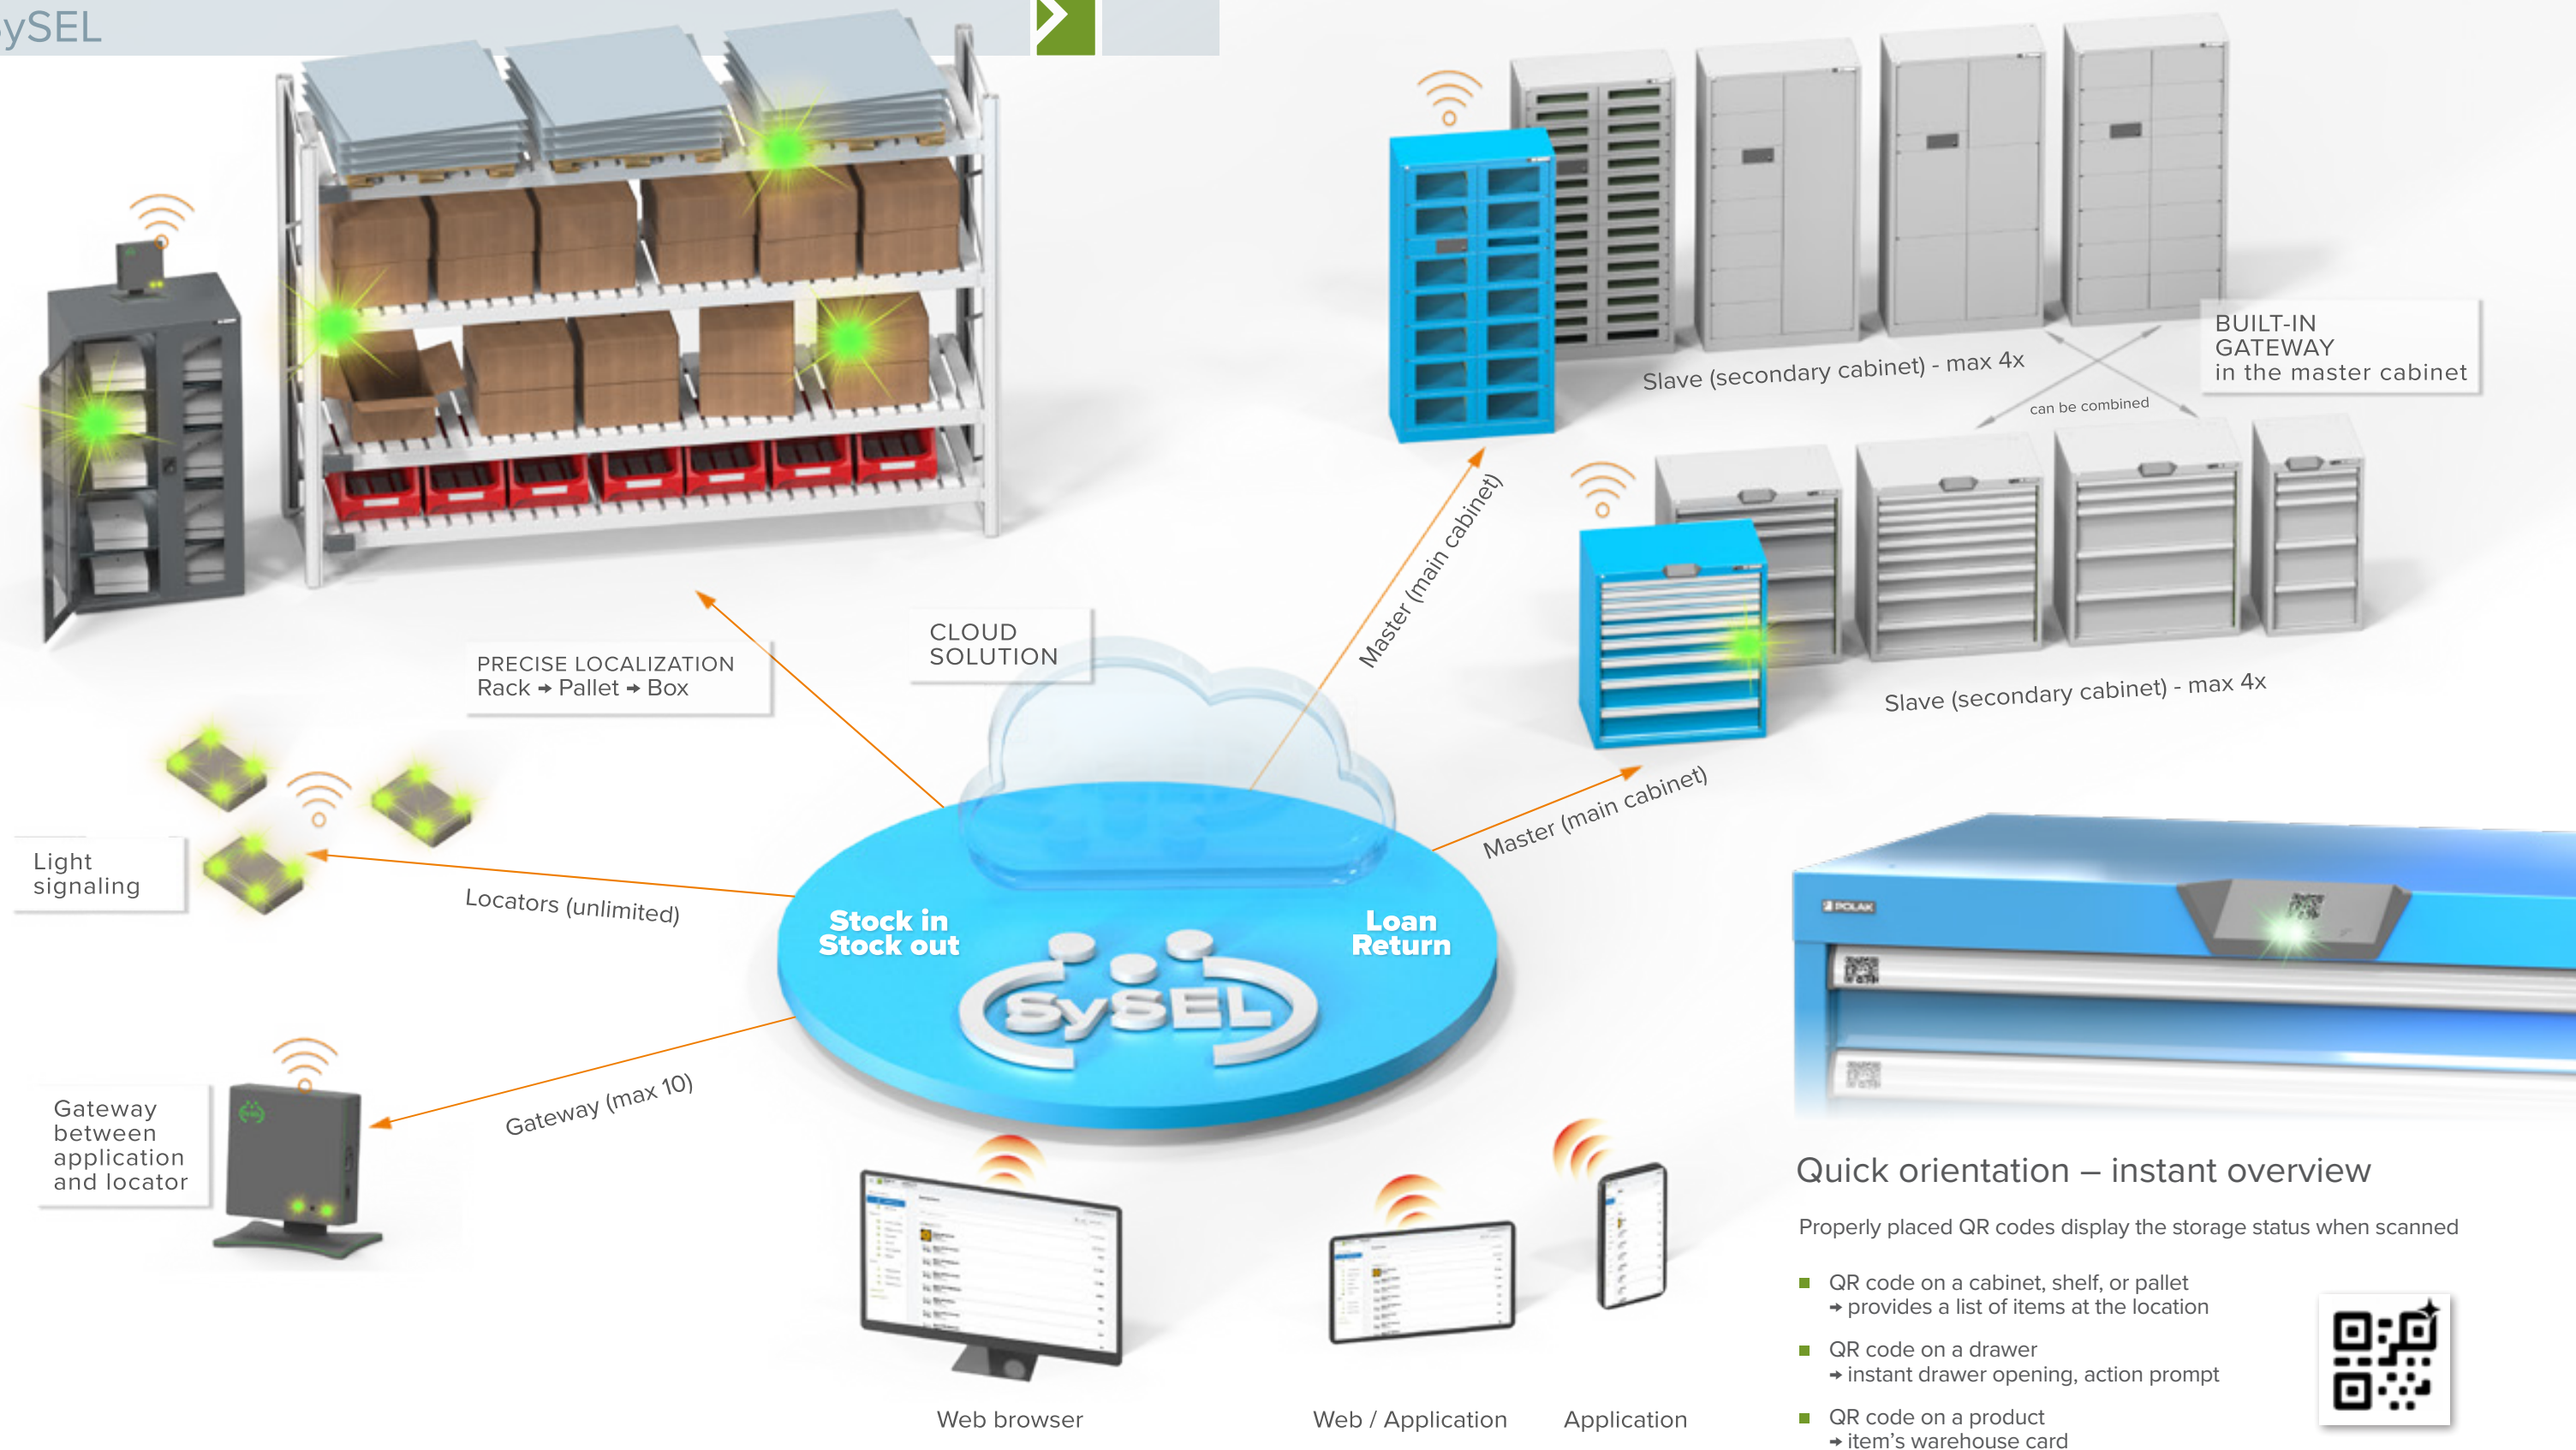 SySEL
BUILT-IN
GATEWAY
in the master cabinet
Slave (secondary cabinet) - max 4x
can be combined
Master (main cabinet)
Slave (secondary cabinet) - max 4x
Master (main cabinet)
CLOUD
SOLUTION
PRECISE LOCALIZATION
Rack → Pallet → Box
Light
signaling
Locators (unlimited)
Stock in
Stock out
Loan
Return
SySEL
POLAK
Gateway (max 10)
Gateway
between
application
and locator
Web browser
Web / Application
Application
Quick orientation – instant overview
Properly placed QR codes display the storage status when scanned
■ QR code on a cabinet, shelf, or pallet
→ provides a list of items at the location
■ QR code on a drawer
→ instant drawer opening, action prompt
■ QR code on a product
→ item's warehouse card